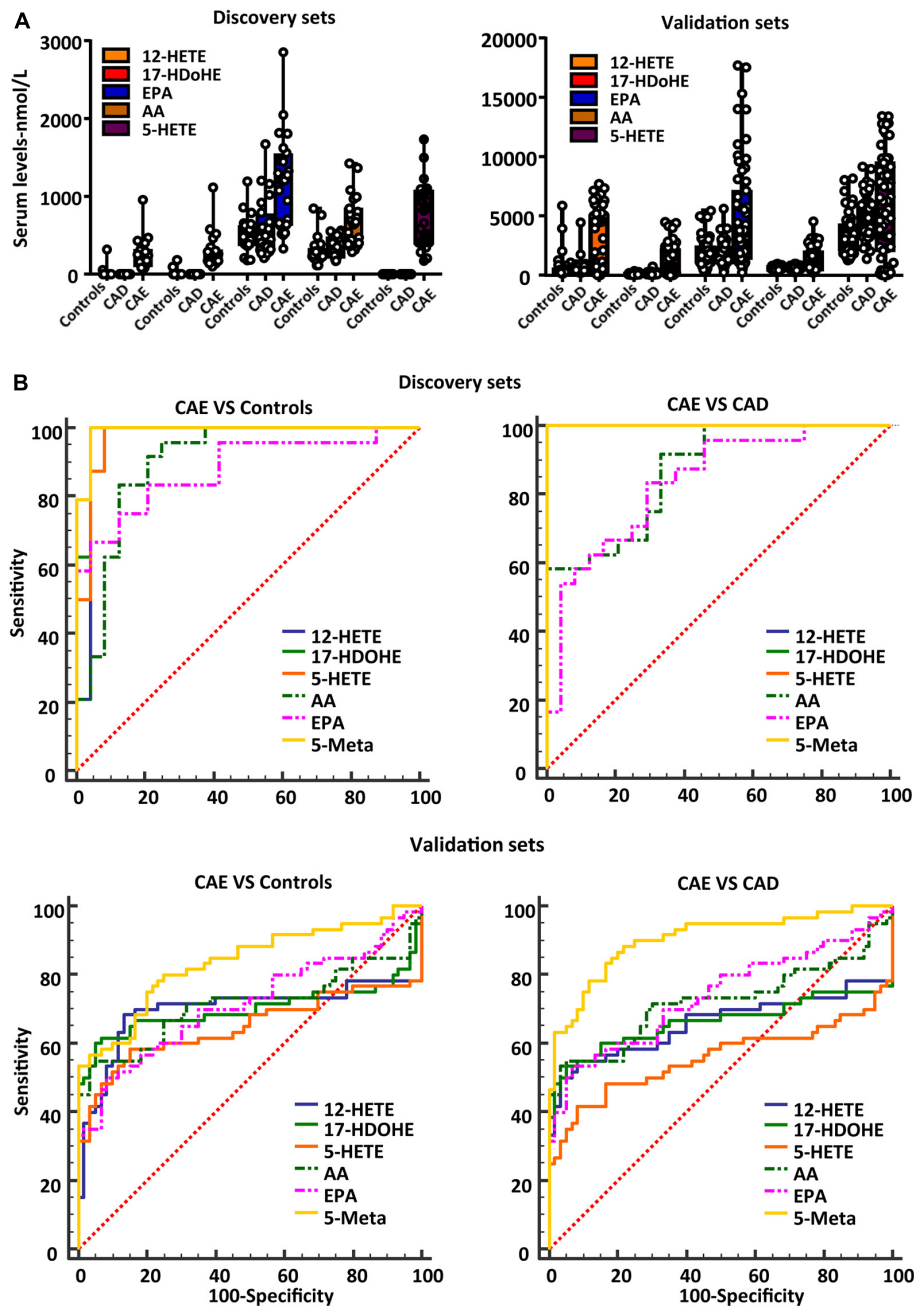 A
Discovery sets
Validation sets
Serum levels-nmol/L
3000
2000
1000
0
12-HETE
17-HDoHE
EPA
AA
5-HETE
Controls
CAD
CAE
Controls
CAD
CAE
Controls
CAD
CAE
Controls
CAD
CAE
Controls
CAD
CAE
20000
15000
10000
5000
0
12-HETE
17-HDoHE
EPA
AA
5-HETE
Controls
CAD
CAE
Controls
CAD
CAE
Controls
CAD
CAE
Controls
CAD
CAE
Controls
CAD
CAE
B
Discovery sets
CAE VS Controls
Sensitivity
100
80
60
40
20
0
12-HETE
17-HDOHE
5-HETE
AA
EPA
5-Meta
0 20 40 60 80 100
CAE VS CAD
100
80
60
40
20
0
12-HETE
17-HDOHE
5-HETE
AA
EPA
5-Meta
0 20 40 60 80 100
Validation sets
CAE VS Controls
Sensitivity
100
80
60
40
20
0
12-HETE
17-HDOHE
5-HETE
AA
EPA
5-Meta
0 20 40 60 80 100
100-Specificity
CAE VS CAD
100
80
60
40
20
0
12-HETE
17-HDOHE
5-HETE
AA
EPA
5-Meta
0 20 40 60 80 100
100-Specificity